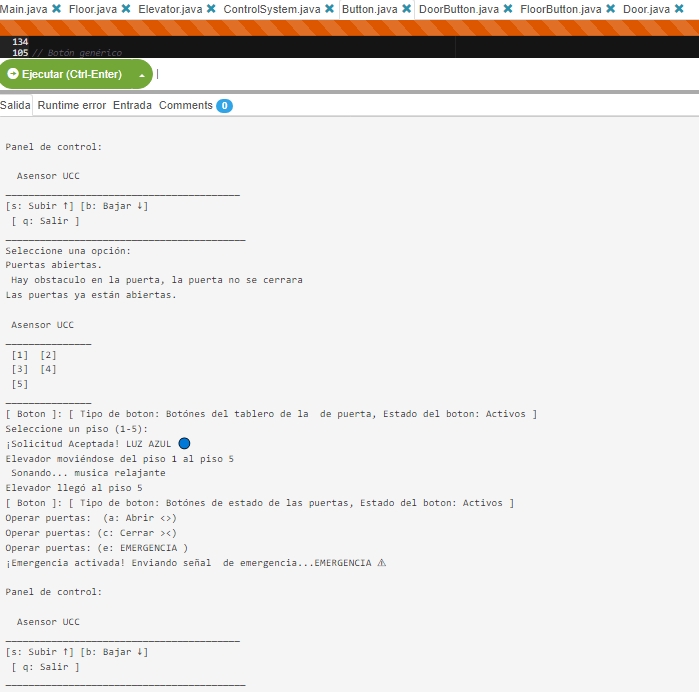 Main.java ✖ Floor.java ✖ Elevator.java ✖ ControlSystem.java ✖ Button.java ✖ DoorButton.java ✖ FloorButton.java ✖ Door.java ✖
134
105 // Botón genérico
Ejecutar (Ctrl-Enter)
Salida Runtime error Entrada Comments 0
Panel de control:
Asensor UCC
________________________________________
[s: Subir ↑] [b: Bajar ↓]
[ q: Salir ]
_________________________________________
Seleccione una opción:
Puertas abiertas.
Hay obstaculo en la puerta, la puerta no se cerrara
Las puertas ya están abiertas.
Asensor UCC
_______________
[1] [2]
[3] [4]
[5]
_______________
[ Boton ]: [ Tipo de boton: Botónes del tablero de la  de puerta, Estado del boton: Activos ]
Seleccione un piso (1-5):
¡Solicitud Aceptada! LUZ AZUL 🔵
Elevador moviéndose del piso 1 al piso 5
Sonando... musica relajante
Elevador llegó al piso 5
[ Boton ]: [ Tipo de boton: Botónes de estado de las puertas, Estado del boton: Activos ]
Operar puertas:  (a: Abrir <>)
Operar puertas: (c: Cerrar ><)
Operar puertas: (e: EMERGENCIA )
¡Emergencia activada! Enviando señal  de emergencia...EMERGENCIA ⚠
Panel de control:
Asensor UCC
________________________________________
[s: Subir ↑] [b: Bajar ↓]
[ q: Salir ]
_________________________________________